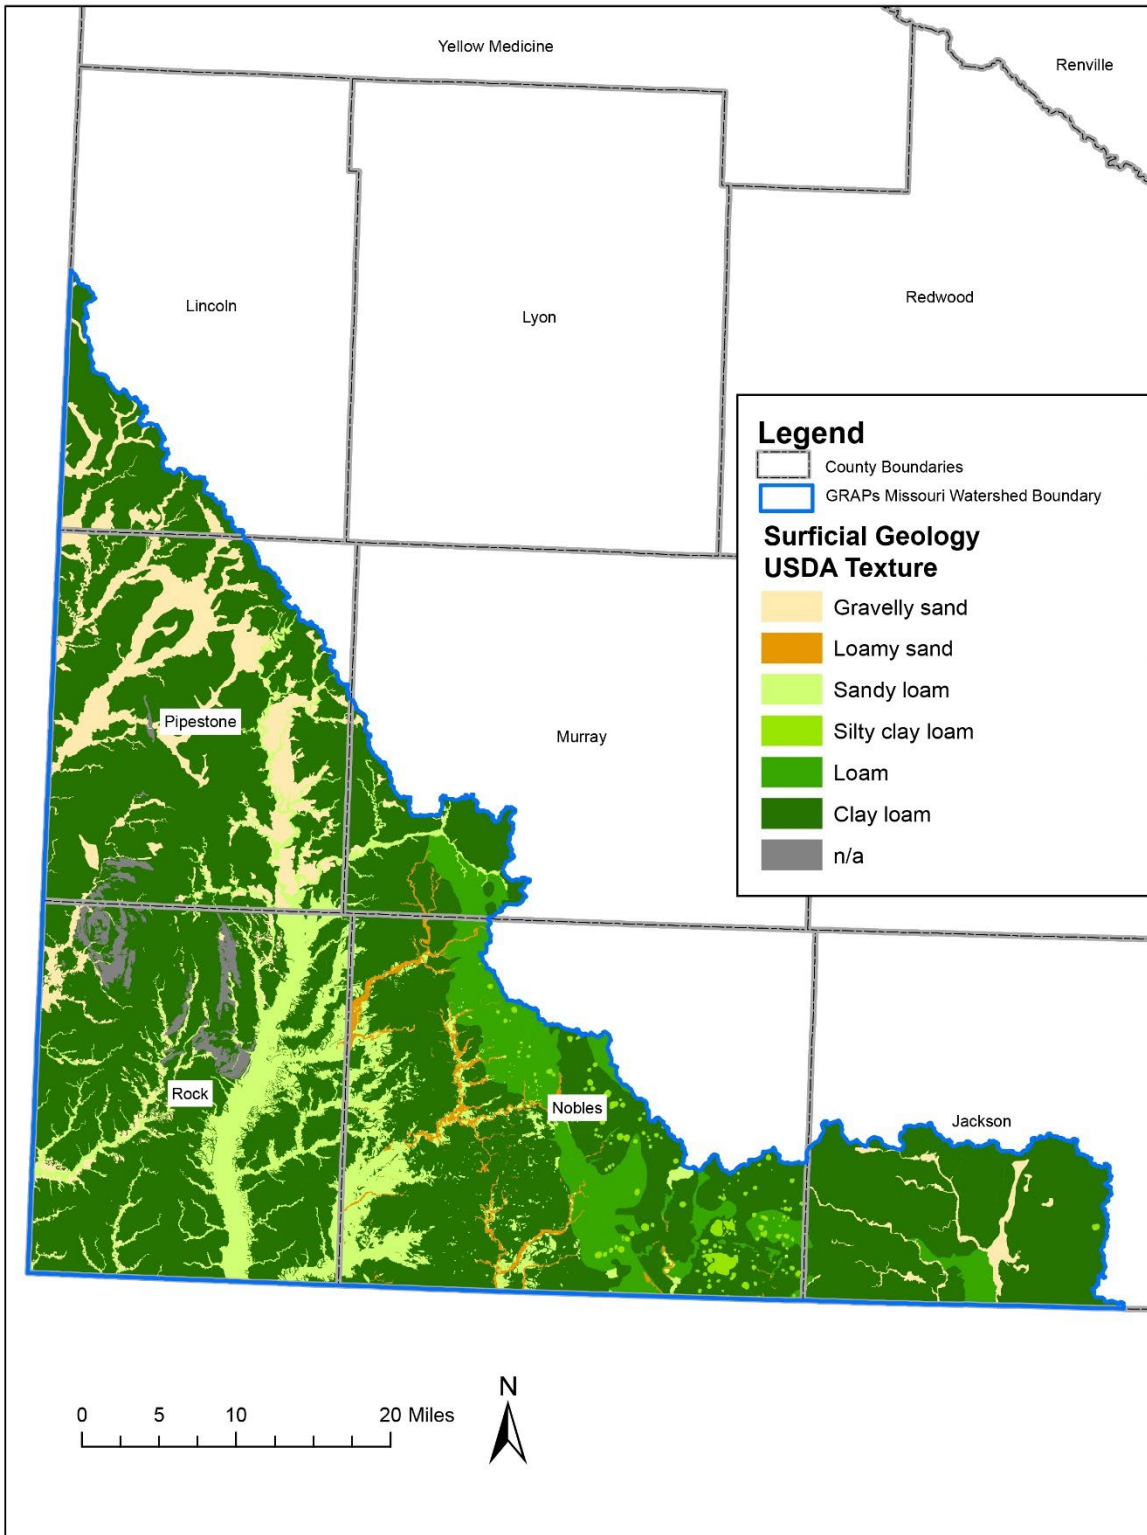 Yellow Medicine
Renville
Lincoln
Lyon
Redwood
Legend
County Boundaries
GRAPs Missouri Watershed Boundary
Surficial Geology
USDA Texture
Gravelly sand
Loamy sand
Sandy loam
Silty clay loam
Loam
Clay loam
n/a
Pipestone
Murray
Rock
Nobles
Jackson
N
0 5 10 20 Miles